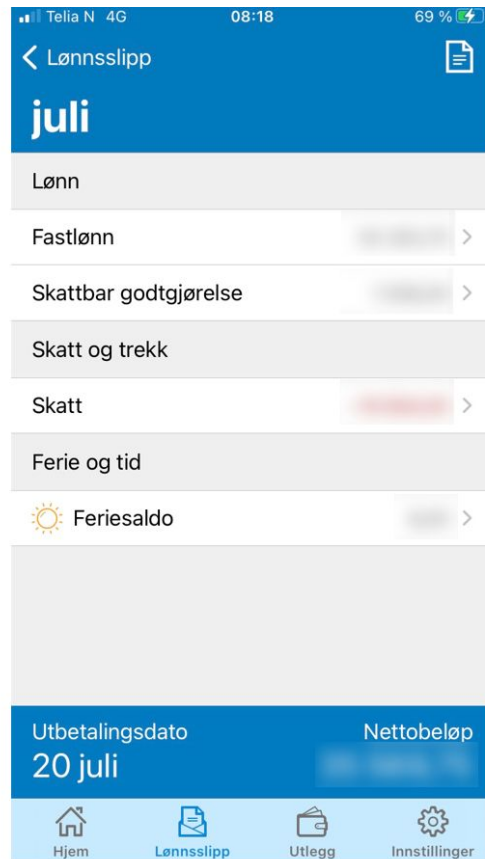 Telia N 4G 08:18 69 %
Lønnsslipp
juli
Lønn
Fastlønn
Skattbar godtgjørelse
Skatt og trekk
Skatt
Ferie og tid
Feriesaldo
Utbetalingsdato Nettobeløp
20 juli
Hjem Lønnsslipp Utlegg Innstillinger